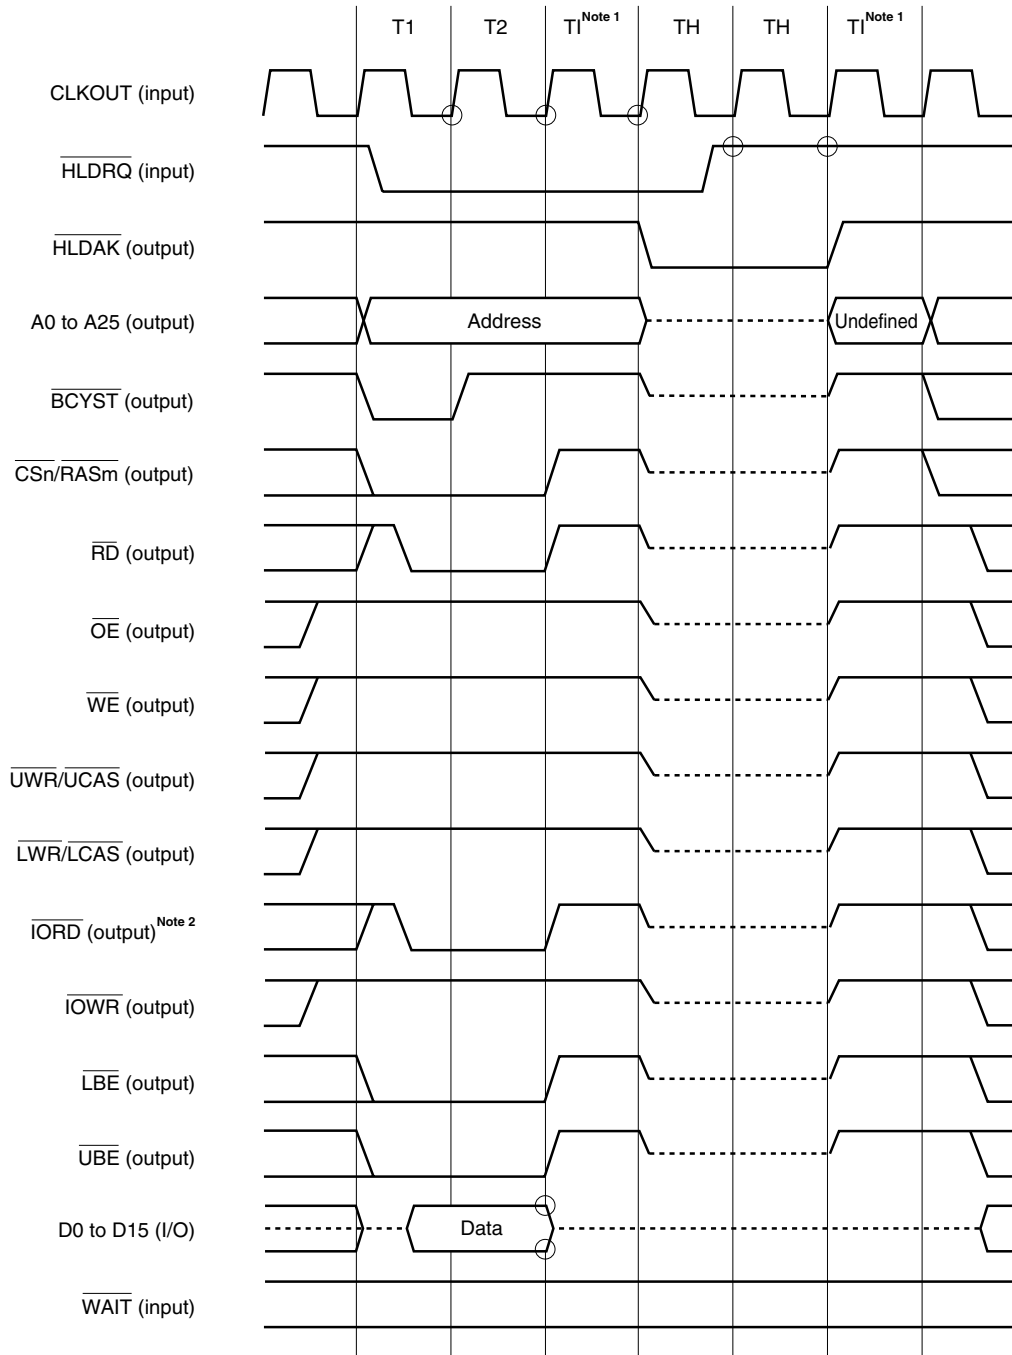 T1 T2 TI Note 1 TH TH TI Note 1
CLKOUT (input)
HLDRQ (input)
HLDAK (output)
A0 to A25 (output) Address Undefined
BCYST (output)
CSn/RASm (output)
RD (output)
OE (output)
WE (output)
UWR/UCAS (output)
LWR/LCAS (output)
IORD (output) Note 2
IOWR (output)
LBE (output)
UBE (output)
D0 to D15 (I/O) Data
WAIT (input)